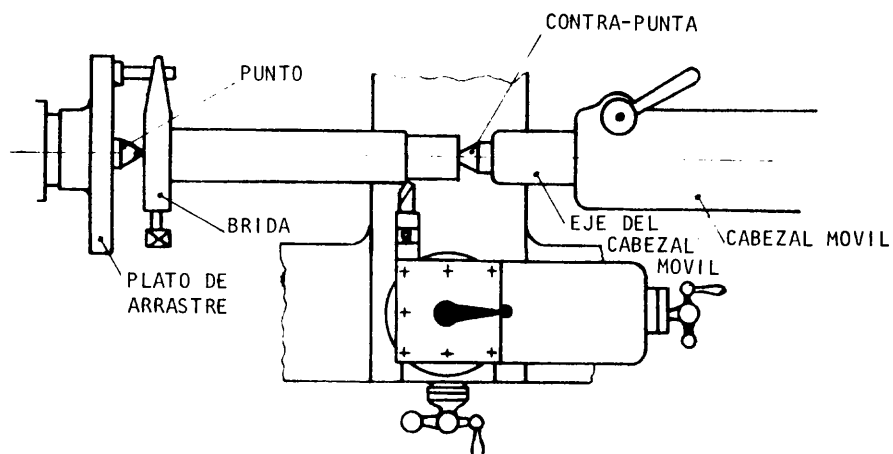 CONTRA-PUNTA
PUNTO
BRIDA
EJE DEL
CABEZAL
MOVIL
CABEZAL MOVIL
PLATO DE
ARRASTRE